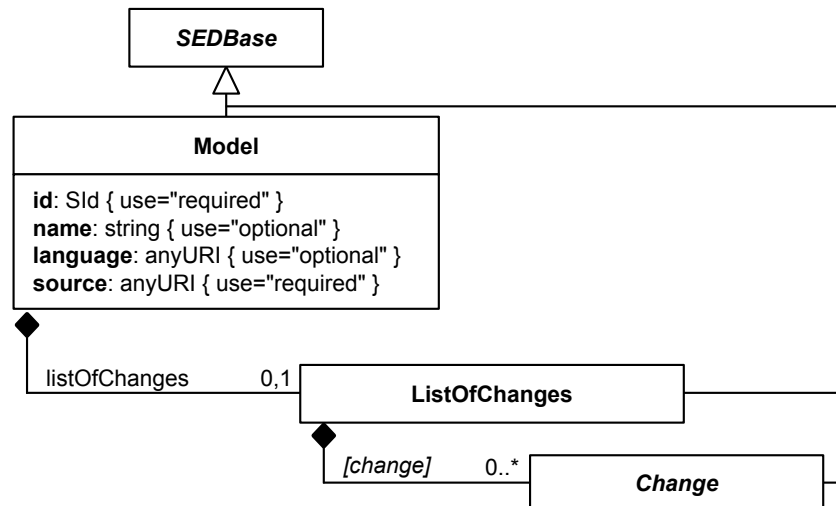 SEDBase
Model
id: SId { use="required" }
name: string { use="optional" }
language: anyURI { use="optional" }
source: anyURI { use="required" }
listOfChanges 0,1
ListOfChanges
[change] 0..*
Change